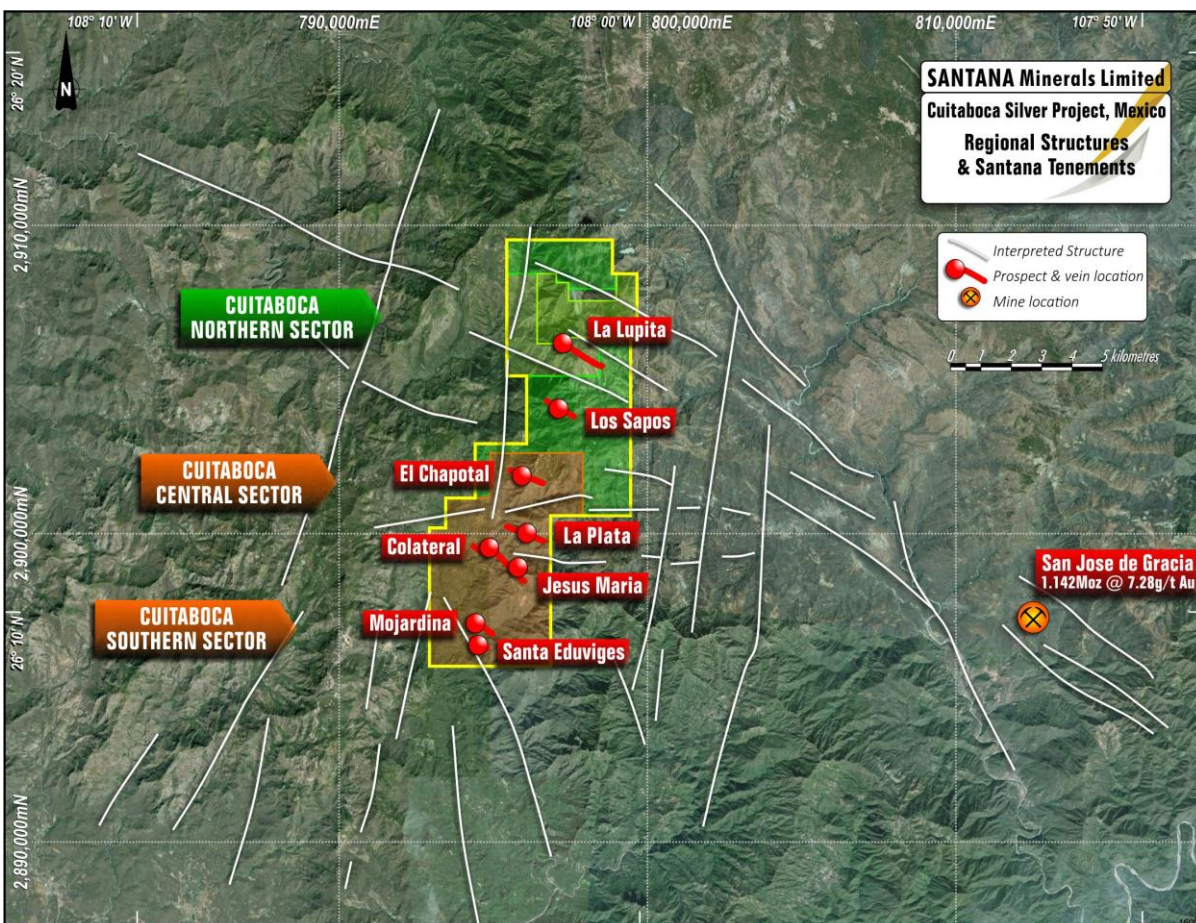 108° 10' W
790,000mE
108° 00' W
800,000mE
810,000mE
107° 50' W
26° 20' N
N
SANTANA Minerals Limited
Cuitaboca Silver Project, Mexico
Regional Structures
& Santana Tenements
2,910,000mN
Interpreted Structure
Prospect & vein location
Mine location
CUITABOCA
NORTHERN SECTOR
La Lupita
0
5 kilometres
Los Sapos
El Chapotal
CUITABOCA
CENTRAL SECTOR
La Plata
Colateral
2,900,000mN
San Jose de Gracia
1.142Moz @ 7.28g/t Au
Jesus Maria
CUITABOCA
SOUTHERN SECTOR
Mojardina
Santa Eduviges
26° 10' N
2,890,000mN